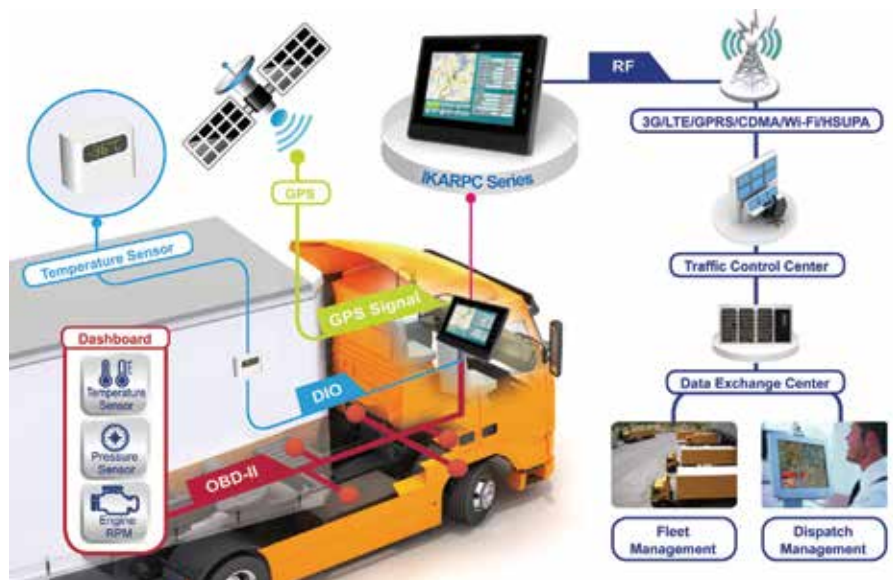 RF
3G/LTE/GPRS/CDMA/Wi-Fi/HSUPA
-36°C
GPS
iKARPC Series
Temperature Sensor
Traffic Control Center
GPS Signal
Dashboard
Temperature
Sensor
DIO
Data Exchange Center
Pressure
Sensor
OBD-II
Engine
RPM
Fleet
Management
Dispatch
Management